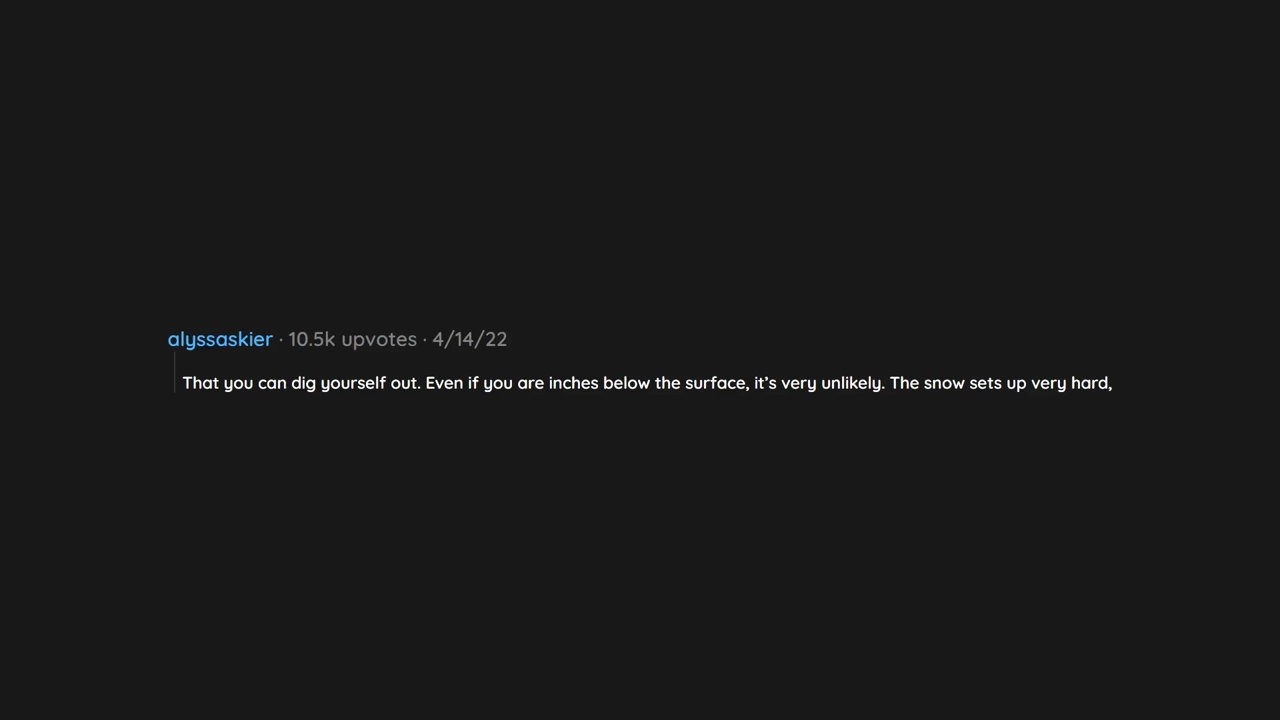 alyssaskier · 10.5k upvotes · 4/14/22
That you can dig yourself out. Even if you are inches below the surface, it’s very unlikely. The snow sets up very hard,